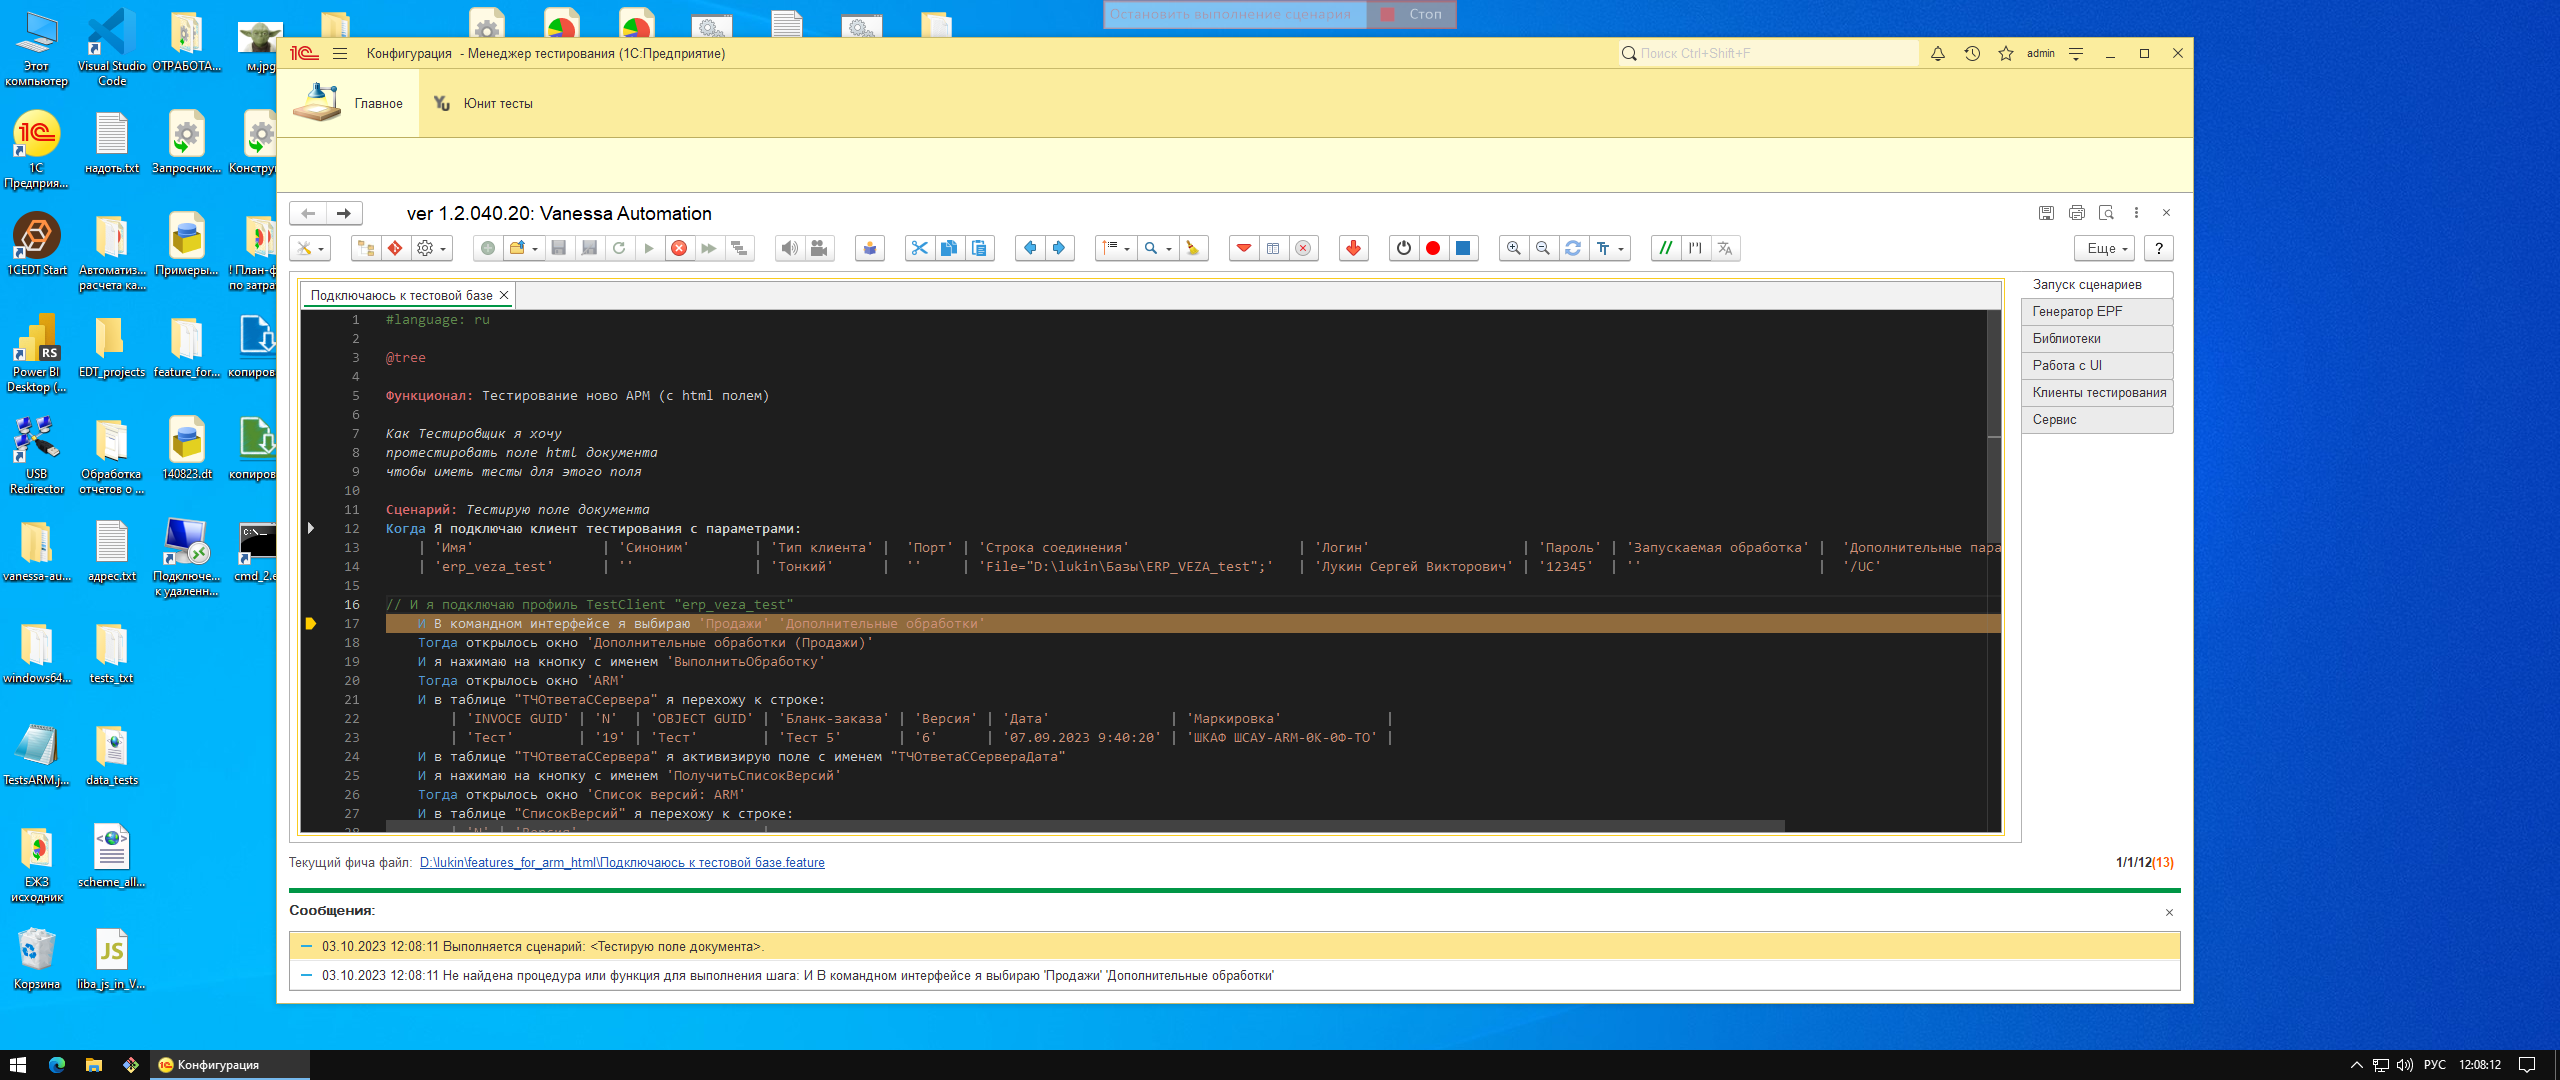 Остановить выполнение сценария Стоп
Этот компьютер
Visual Studio Code
ОТРАБОТА...
м.jpg
1С Предприя...
надоть.txt
Запросник...
Констру
1CEDT Start
Автоматиз... расчета ка...
Примеры...
! План-ф по затра
Power BI Desktop (...
EDT_projects
feature_for...
копиров
USB Redirector
Обработка отчетов о ...
140823.dt
копиров
vanessa-au...
адрес.txt
Подключе... к удаленн...
cmd_2.e
windows64...
tests_txt
TestsARM.j...
data_tests
ЕЖЗ исходник
scheme_all...
Корзина
liba_js_in_V...
Конфигурация - Менеджер тестирования (1С:Предприятие)
Поиск Ctrl+Shift+F
admin
Главное
Юнит тесты
ver 1.2.040.20: Vanessa Automation
Еще
?
Подключаюсь к тестовой базе
Запуск сценариев
Генератор EPF
Библиотеки
Работа с UI
Клиенты тестирования
Сервис
1 #language: ru
2
3 @tree
4
5 Функционал: Тестирование ново АРМ (с html полем)
6
7 Как Тестировщик я хочу
8 протестировать поле html документа
9 чтобы иметь тесты для этого поля
10
11 Сценарий: Тестирую поле документа
12 Когда Я подключаю клиент тестирования с параметрами:
13 | 'Имя' | 'Синоним' | 'Тип клиента' | 'Порт' | 'Строка соединения' | 'Логин' | 'Пароль' | 'Запускаемая обработка' | 'Дополнительные пара
14 | 'erp_veza_test' | '' | 'Тонкий' | '' | 'File="D:\lukin\Базы\ERP_VEZA_test";' | 'Лукин Сергей Викторович' | '12345' | '' | '/UC'
15
16 // И я подключаю профиль TestClient "erp_veza_test"
17 И В командном интерфейсе я выбираю 'Продажи' 'Дополнительные обработки'
18 Тогда открылось окно 'Дополнительные обработки (Продажи)'
19 И я нажимаю на кнопку с именем 'ВыполнитьОбработку'
20 Тогда открылось окно 'ARM'
21 И в таблице "ТЧОтветаССервера" я перехожу к строке:
22 | 'INVOCE GUID' | 'N' | 'OBJECT GUID' | 'Бланк-заказа' | 'Версия' | 'Дата' | 'Маркировка' |
23 | 'Тест' | '19' | 'Тест' | 'Тест 5' | '6' | '07.09.2023 9:40:20' | 'ШКАФ ШСАУ-ARM-0К-0Ф-ТО' |
24 И в таблице "ТЧОтветаССервера" я активизирую поле с именем "ТЧОтветаССервераДата"
25 И я нажимаю на кнопку с именем 'ПолучитьСписокВерсий'
26 Тогда открылось окно 'Список версий: ARM'
27 И в таблице "СписокВерсий" я перехожу к строке:
28 | 'N' | 'Версия' |
Текущий фича файл: D:\lukin\features_for_arm_html\Подключаюсь к тестовой базе.feature
1/1/12(13)
Сообщения:
03.10.2023 12:08:11 Выполняется сценарий: <Тестирую поле документа>.
03.10.2023 12:08:11 Не найдена процедура или функция для выполнения шага: И В командном интерфейсе я выбираю 'Продажи' 'Дополнительные обработки'
Конфигурация
РУС
12:08:12